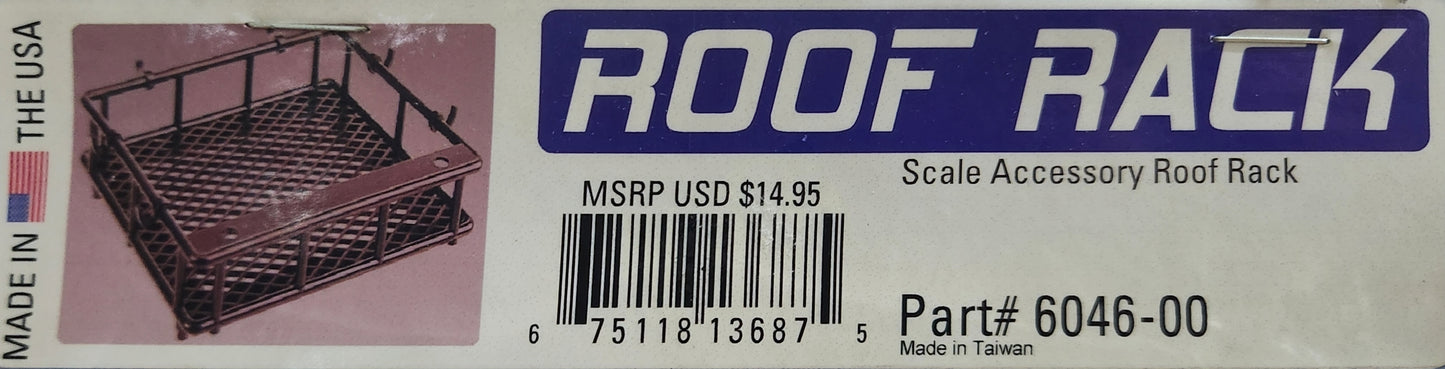 MADE IN THE USA
ROOF RACK
Scale Accessory Roof Rack
MSRP USD $14.95
6 75118 13687 5
Part# 6046-00
Made in Taiwan